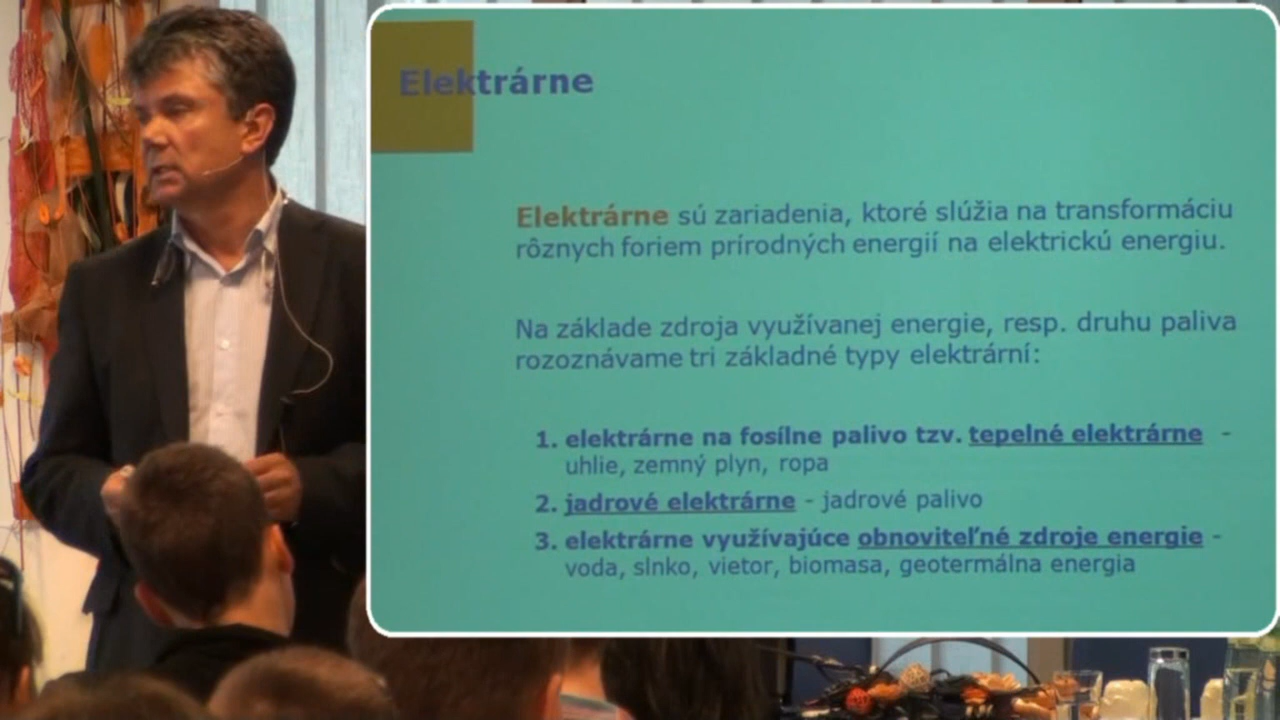 Elektrárne
Elektrárne sú zariadenia, ktoré slúžia na transformáciu
rôznych foriem prírodných energií na elektrickú energiu.
Na základe zdroja využívanej energie, resp. druhu paliva
rozoznávame tri základné typy elektrární:
1. elektrárne na fosílne palivo tzv. tepelné elektrárne -
uhlie, zemný plyn, ropa
2. jadrové elektrárne - jadrové palivo
3. elektrárne využívajúce obnoviteľné zdroje energie -
voda, slnko, vietor, biomasa, geotermálna energia